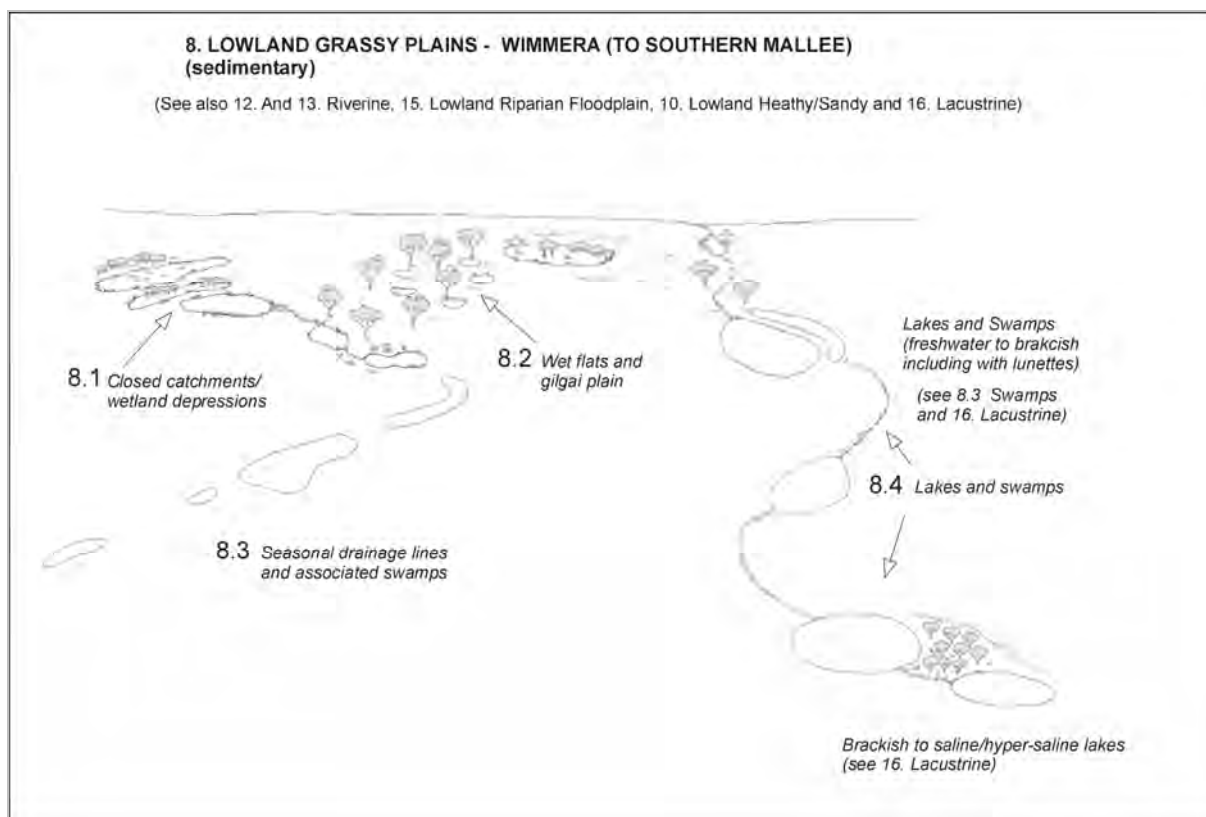 8. LOWLAND GRASSY PLAINS - WIMMERA (TO SOUTHERN MALLEE)
(sedimentary)
(See also 12. And 13. Riverine, 15. Lowland Riparian Floodplain, 10. Lowland Heathy/Sandy and 16. Lacustrine)
8.1 Closed catchments/
wetland depressions
8.2 Wet flats and
gilgai plain
Lakes and Swamps
(freshwater to brakcish
including with lunettes)
(see 8.3 Swamps
and 16. Lacustrine)
8.4 Lakes and swamps
8.3 Seasonal drainage lines
and associated swamps
Brackish to saline/hyper-saline lakes
(see 16. Lacustrine)